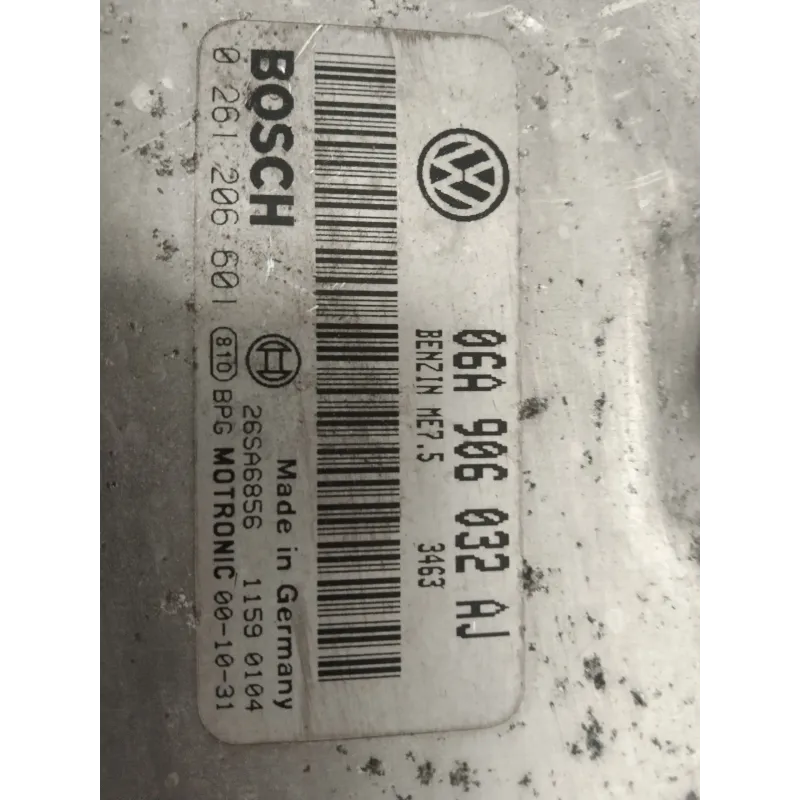 06A 906 032 AJ
BENZIN ME7.5 3463
BOSCH
0 261 206 601
Made in Germany
26SA6856 1159 0104
81D BPG MOTRONIC 00-10-31